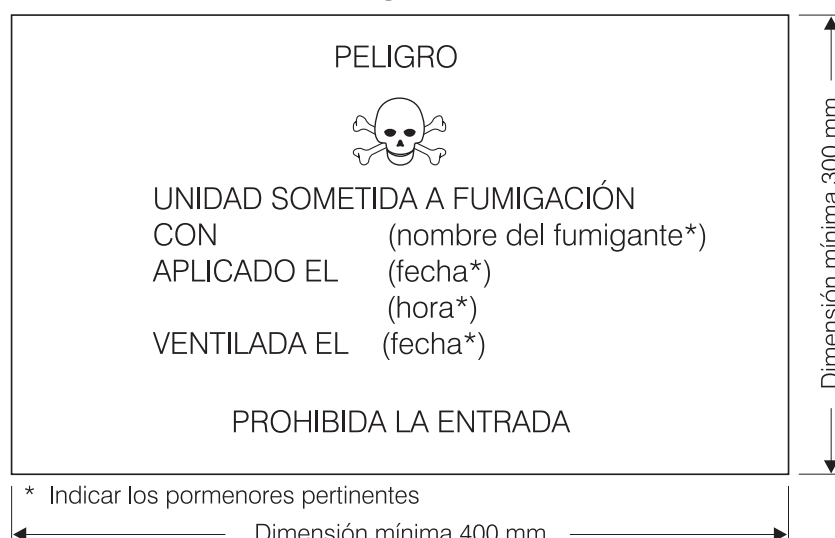 PELIGRO
UNIDAD SOMETIDA A FUMIGACIÓN
CON (nombre del fumigante*)
APLICADO EL (fecha*)
(hora*)
VENTILADA EL (fecha*)
PROHIBIDA LA ENTRADA
* Indicar los pormenores pertinentes
Dimensión mínima 400 mm
Dimensión mínima 300 mm